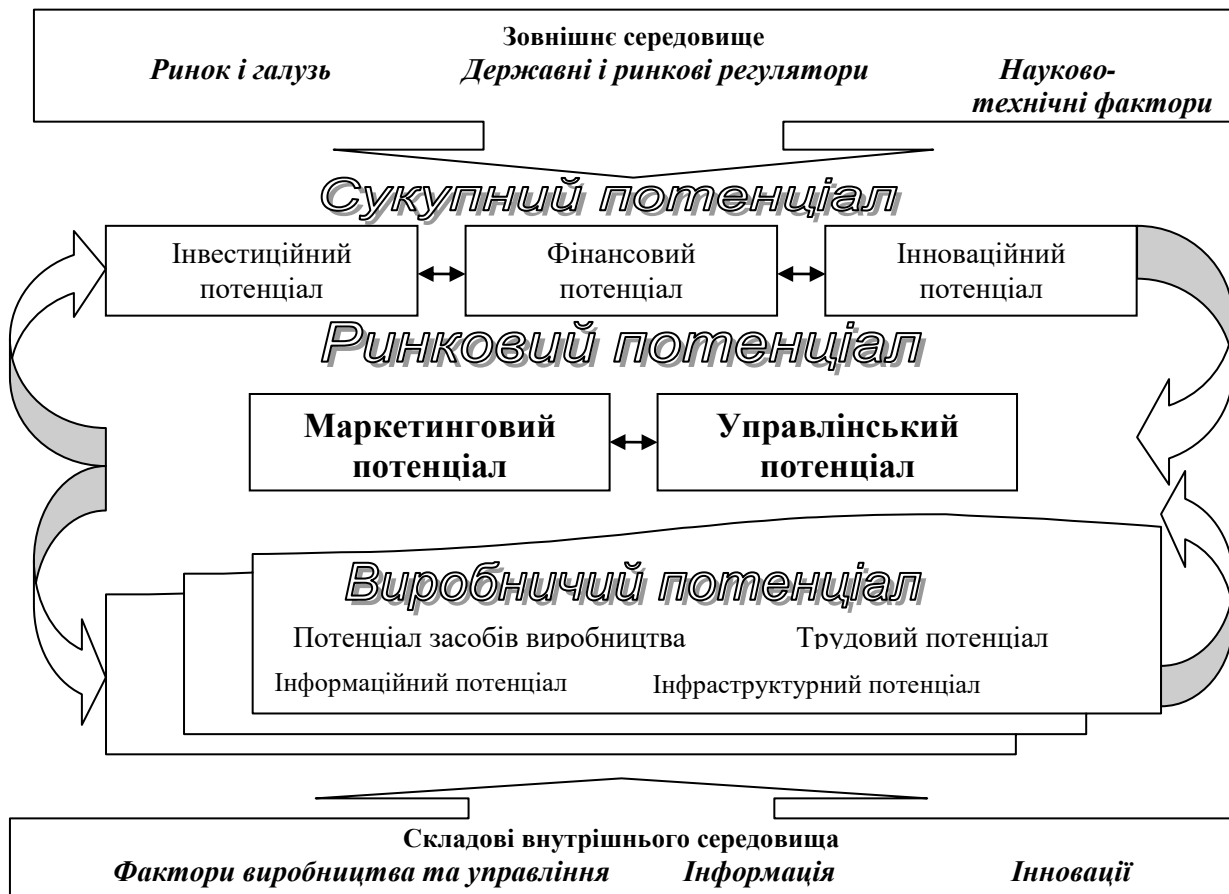 Зовнішнє середовище
Ринок і галузь Державні і ринкові регулятори Науково-
технічні фактори
Сукупний потенціал
Інвестиційний Фінансовий Інноваційний
потенціал потенціал потенціал
Ринковий потенціал
Маркетинговий Управлінський
потенціал потенціал
Виробничий потенціал
Потенціал засобів виробництва Трудовий потенціал
Інформаційний потенціал Інфраструктурний потенціал
Складові внутрішнього середовища
Фактори виробництва та управління Інформація Інновації